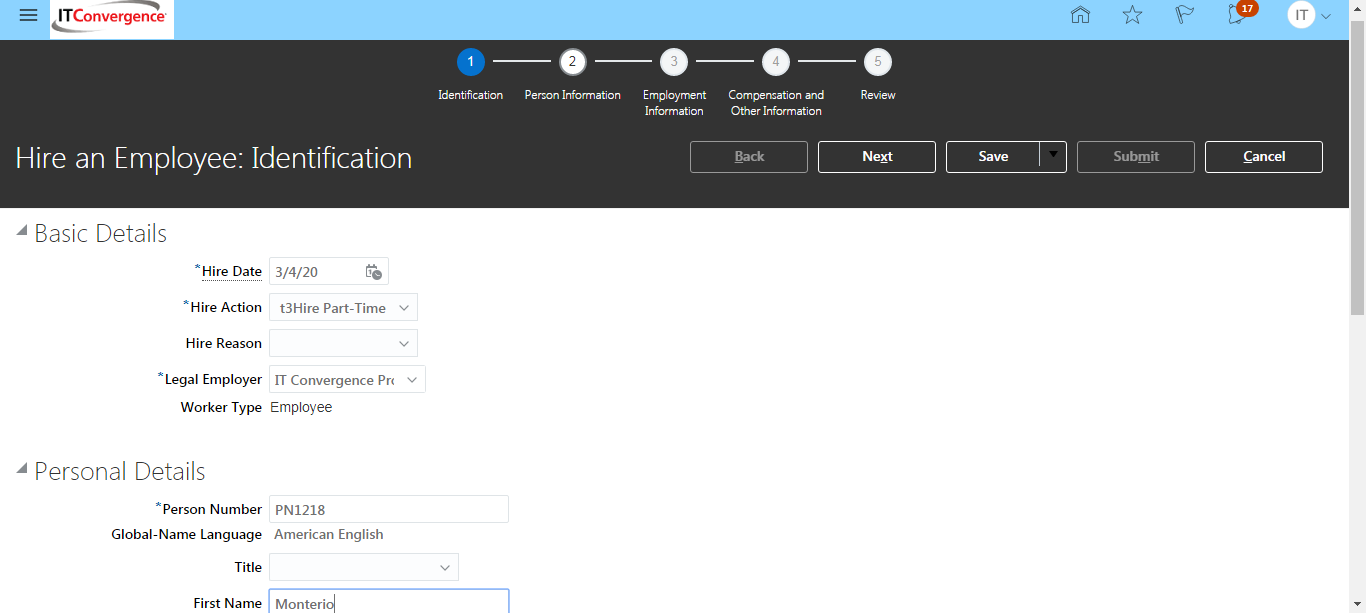 ITConvergence
17
IT
1
2
3
4
5
Identification
Person Information
Employment
Information
Compensation and
Other Information
Review
Hire an Employee: Identification
Back
Next
Save
Submit
Cancel
Basic Details
*Hire Date 3/4/20
*Hire Action t3Hire Part-Time
Hire Reason
*Legal Employer IT Convergence Pro
Worker Type Employee
Personal Details
*Person Number PN1218
Global-Name Language American English
Title
First Name Monterio